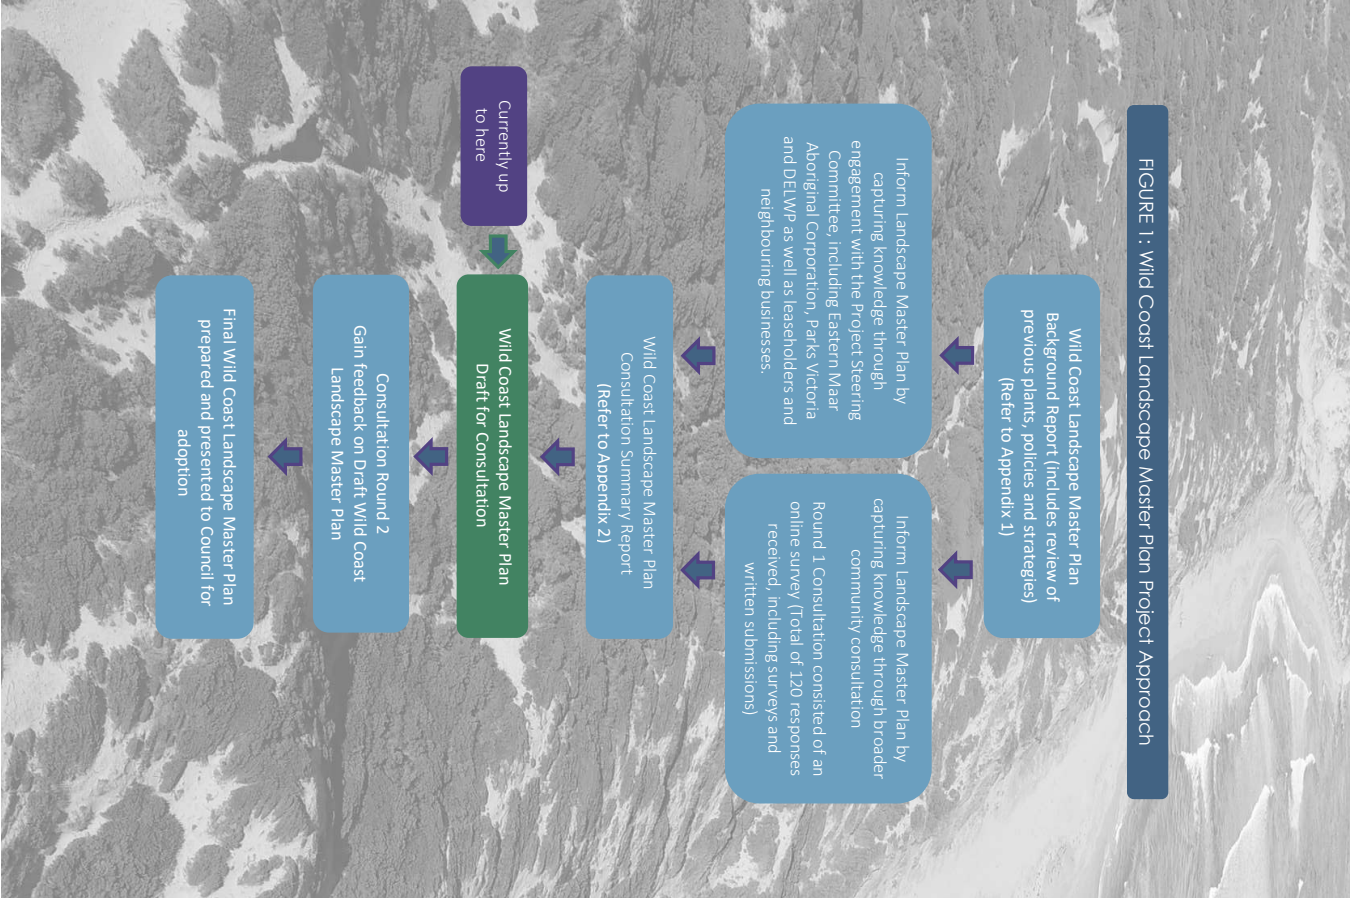 FIGURE 1: Wild Coast Landscape Master Plan Project Approach
Wild Coast Landscape Master Plan
Background Report (includes review of
previous plants, policies and strategies)
(Refer to Appendix 1)
Inform Landscape Master Plan by
capturing knowledge through
engagement with the Project Steering
Committee, including Eastern Maar
Aboriginal Corporation, Parks Victoria
and DELWP as well as leaseholders and
neighbouring businesses.
Inform Landscape Master Plan by
capturing knowledge through broader
community consultation
Round 1 Consultation consisted of an
online survey (Total of 120 responses
received, including surveys and
written submissions)
Wild Coast Landscape Master Plan
Consultation Summary Report
(Refer to Appendix 2)
Currently up
to here
Wild Coast Landscape Master Plan
Draft for Consultation
Consultation Round 2
Gain feedback on Draft Wild Coast
Landscape Master Plan
Final Wild Coast Landscape Master Plan
prepared and presented to Council for
adoption